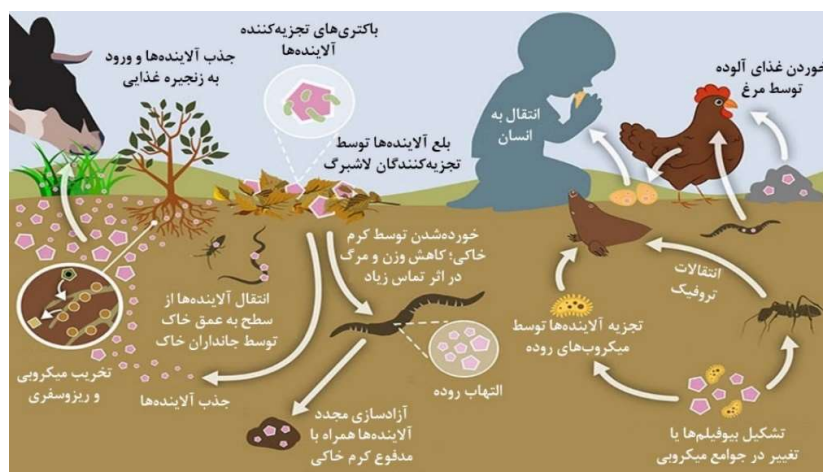 باکتری‌های تجزیه‌کننده
آلاینده‌ها
خوردن غذای آلوده
توسط مرغ
جذب آلاینده‌ها و ورود
به زنجیره غذایی
انتقال به
انسان
بلع آلاینده‌ها توسط
تجزیه‌کنندگان لاشبرگ
خورده‌شدن توسط کرم
خاکی؛ کاهش وزن و مرگ
در اثر تماس زیاد
انتقالات
تروفیک
انتقال آلاینده‌ها از
سطح به عمق خاک
توسط جانداران خاک
تجزیه آلاینده‌ها توسط
میکروب‌های روده
تخریب میکروبی
و ریزوسفری
جذب آلاینده‌ها
التهاب روده
آزادسازی مجدد
آلاینده‌ها همراه با
مدفوع کرم خاکی
تشکیل بیوفیلم‌ها یا
تغییر در جوامع میکروبی